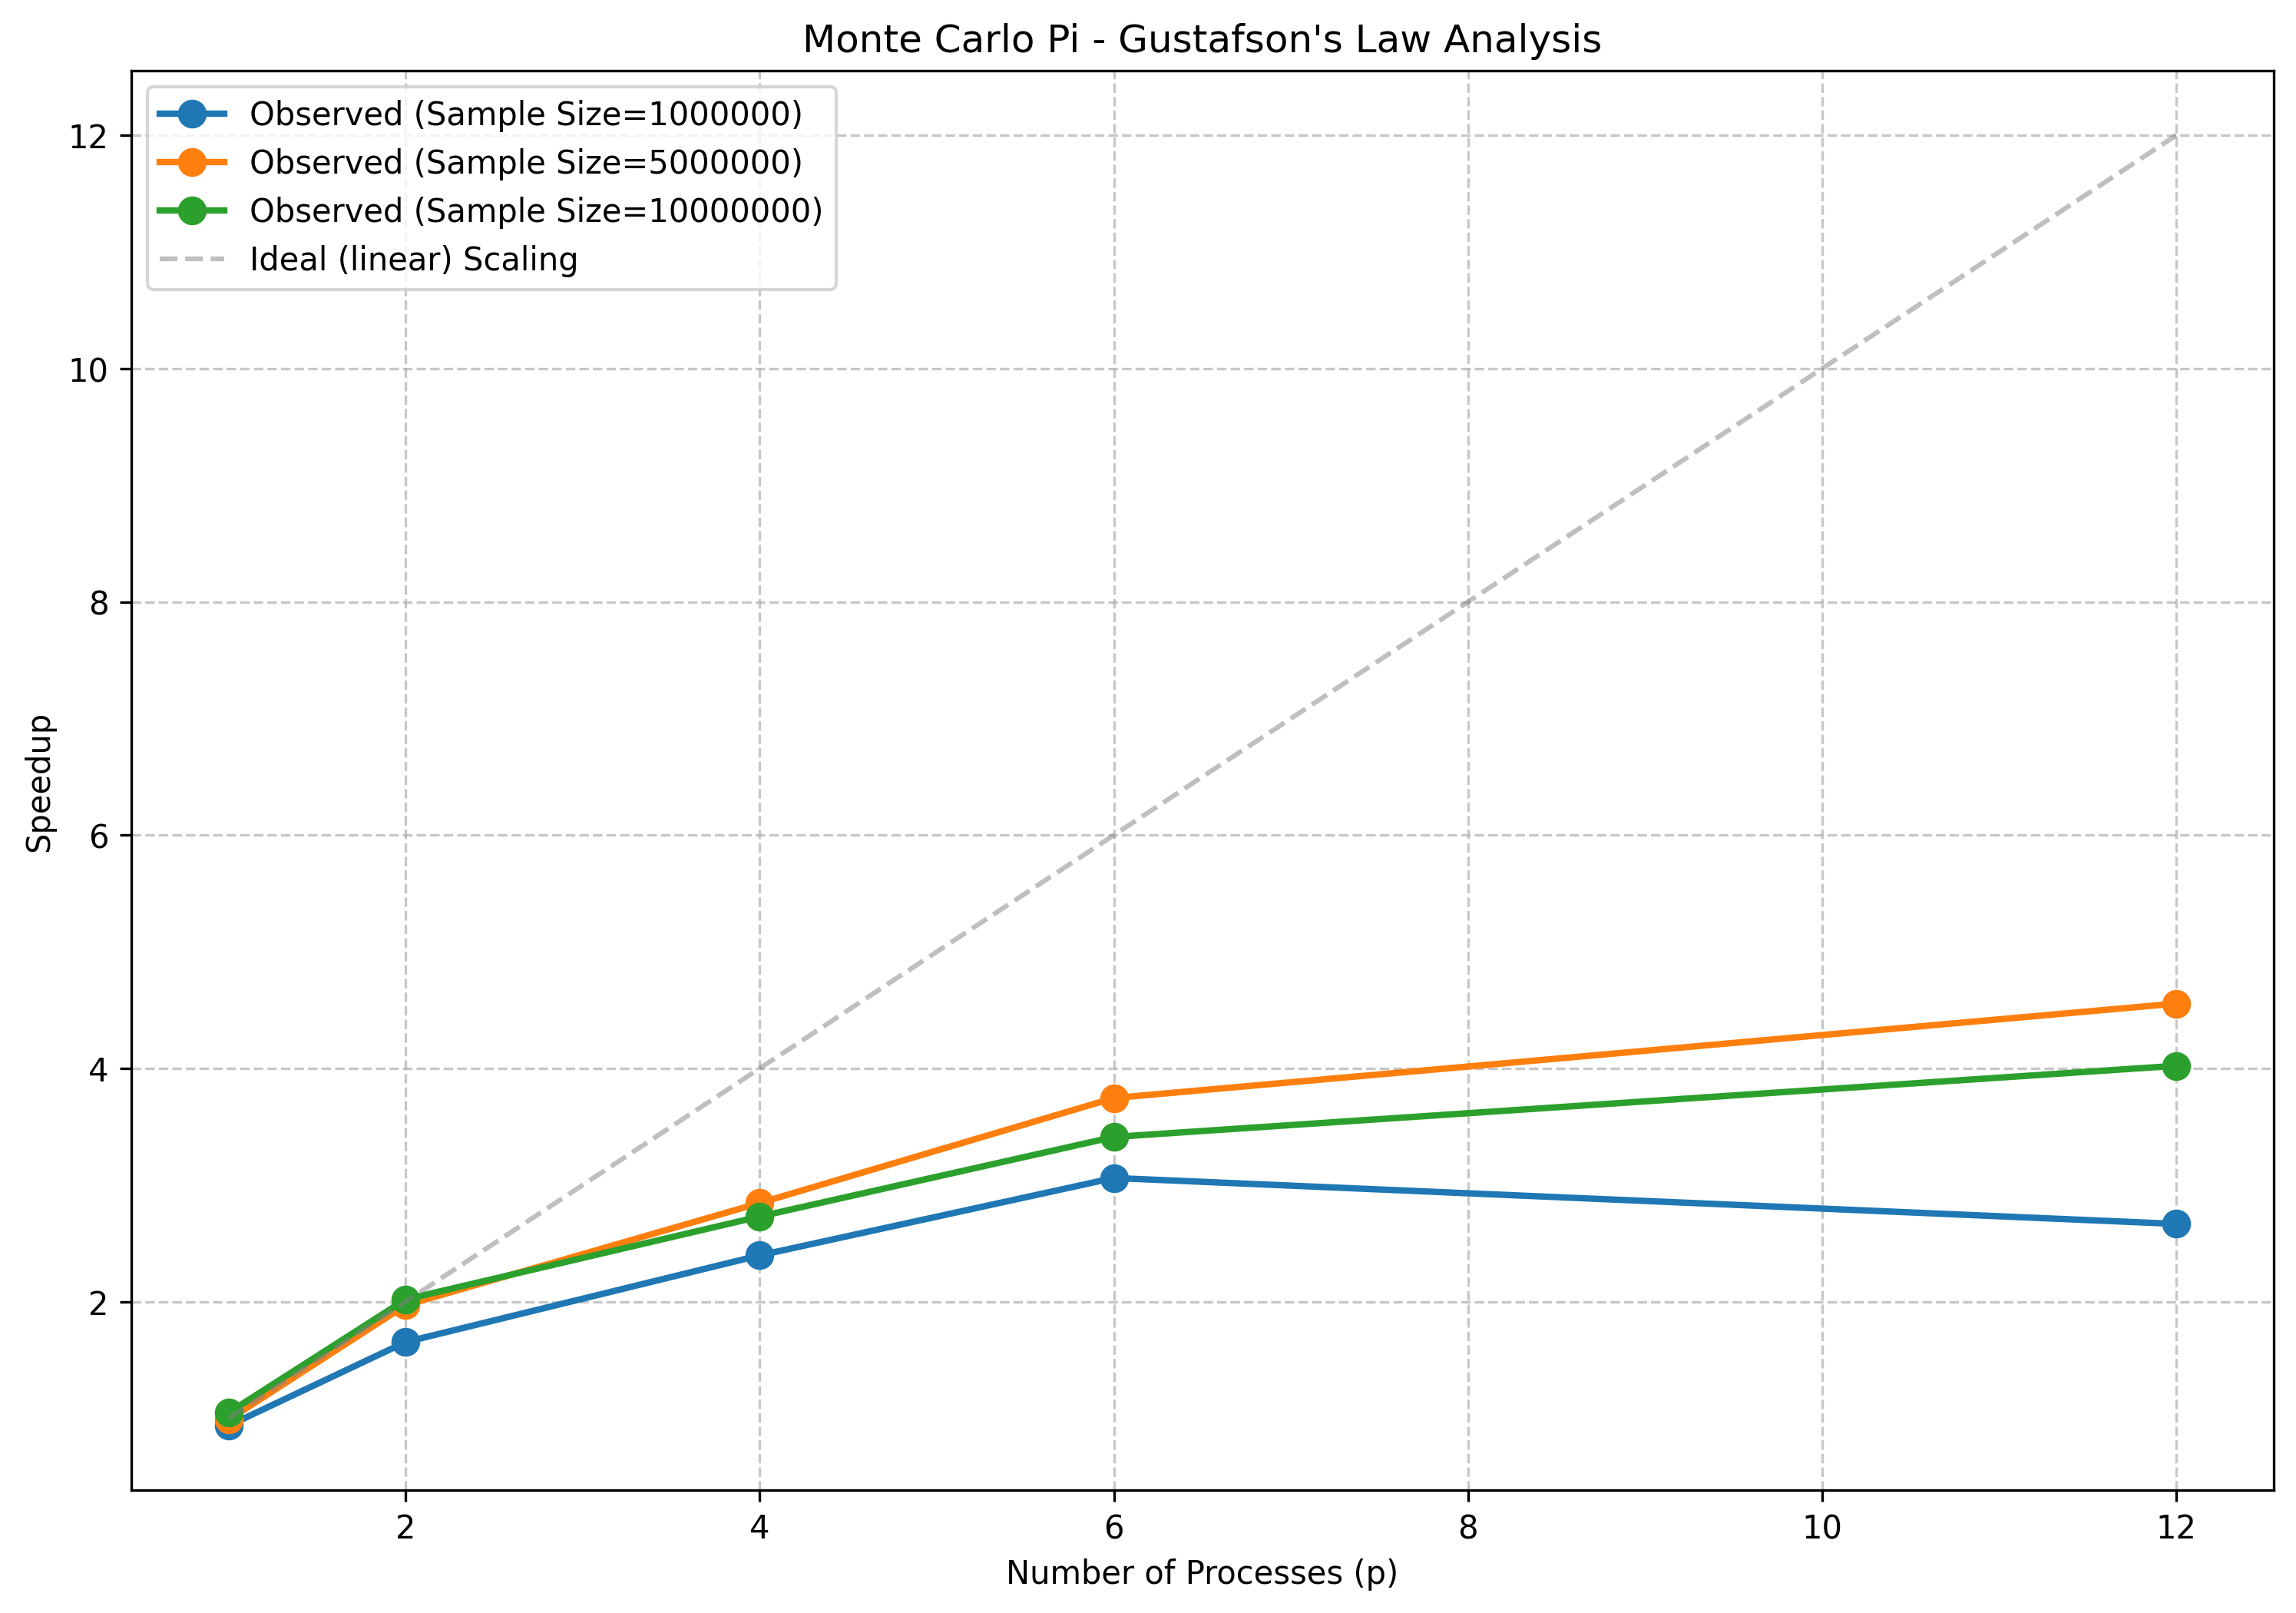 Monte Carlo Pi - Gustafson's Law Analysis
Observed (Sample Size=1000000)
Observed (Sample Size=5000000)
Observed (Sample Size=10000000)
Ideal (linear) Scaling
12
10
8
6
4
2
Speedup
2 4 6 8 10 12
Number of Processes (p)